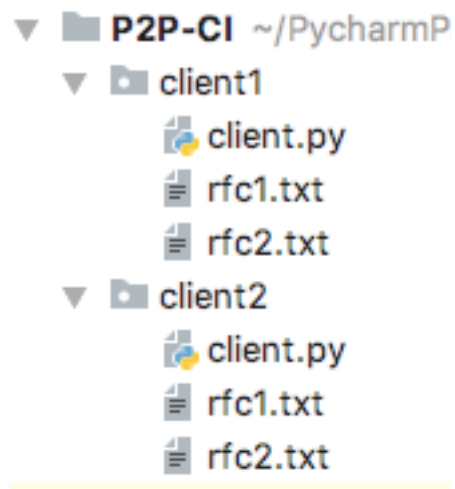 P2P-CI ~/PycharmP
client1
client.py
rfc1.txt
rfc2.txt
client2
client.py
rfc1.txt
rfc2.txt